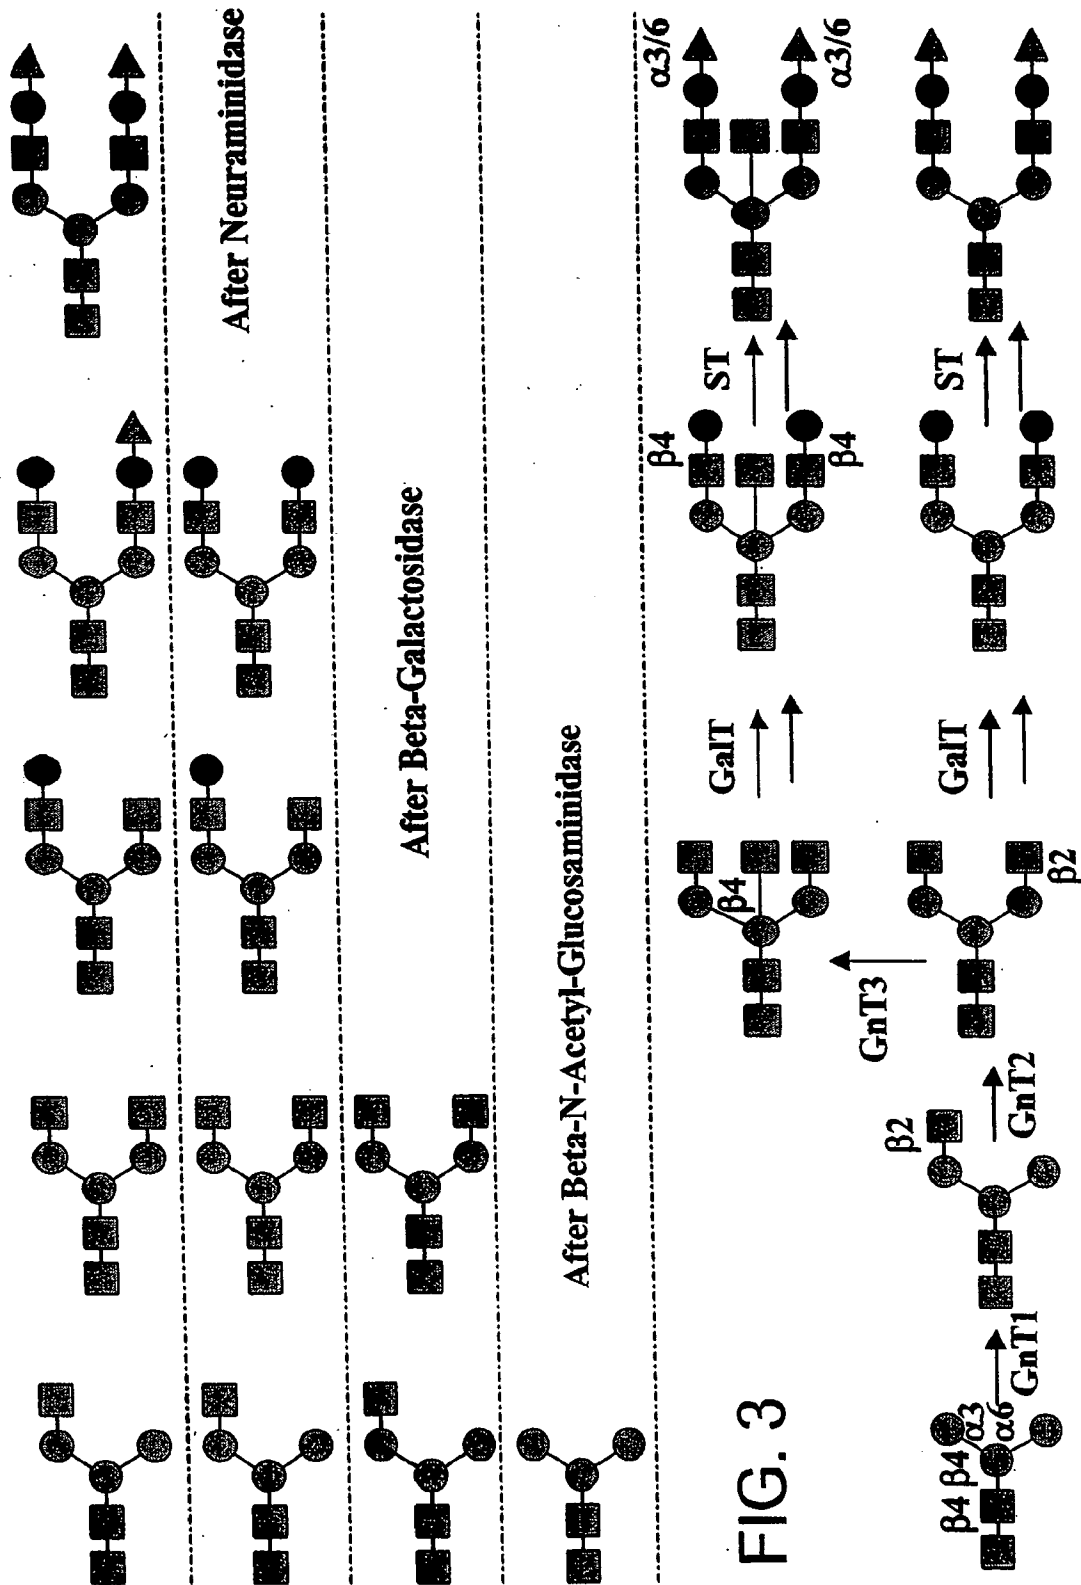 After Neuraminidase
After Beta-Galactosidase
After Beta-N-Acetyl-Glucosaminidase
FIG. 3
β4
β4
α3/6
β4
GalT
ST
β4
α3/6
GnT3
β4 β4
α3
α6
GnT1
β2
GnT2
β2
GalT
ST